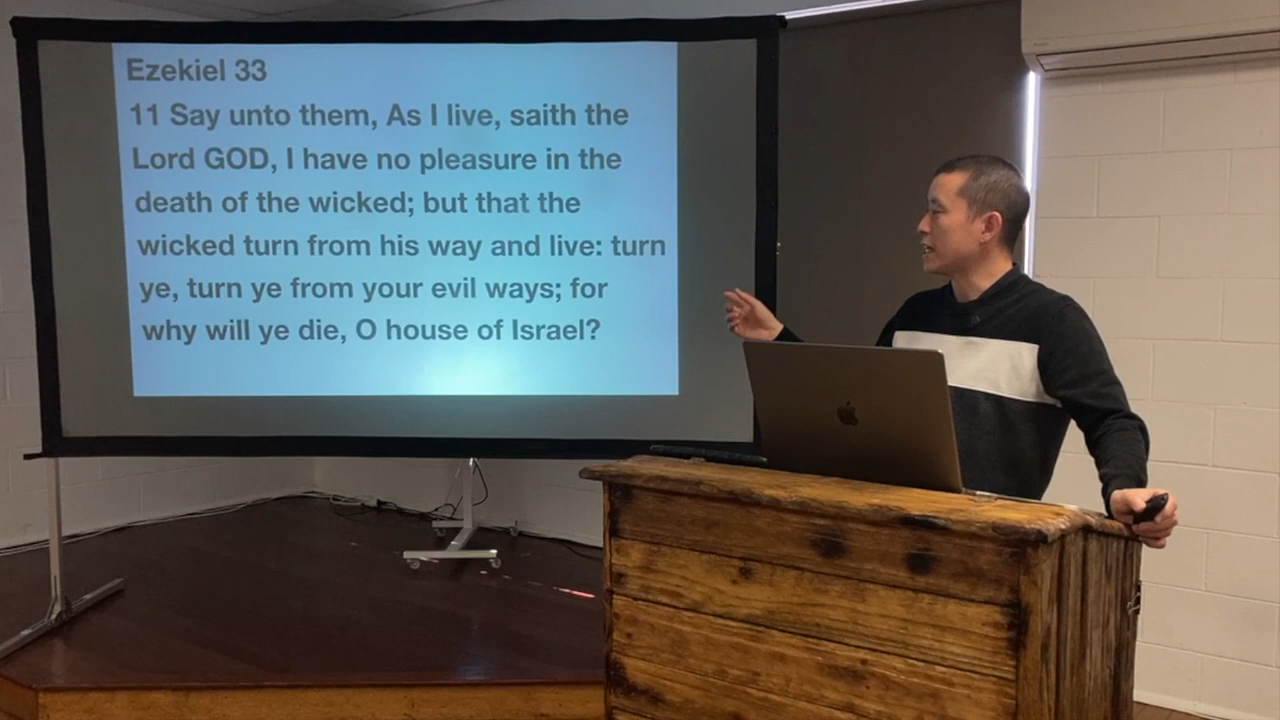 Ezekiel 33
11 Say unto them, As I live, saith the
Lord GOD, I have no pleasure in the
death of the wicked; but that the
wicked turn from his way and live: turn
ye, turn ye from your evil ways; for
why will ye die, O house of Israel?